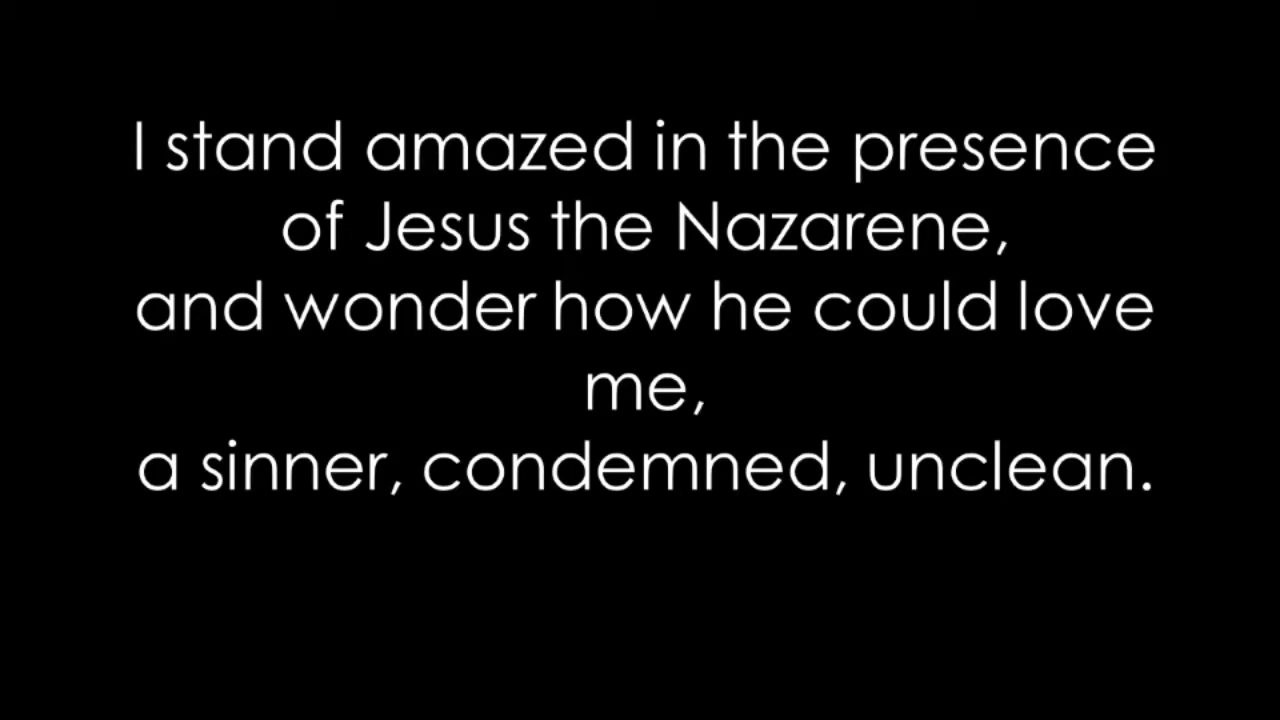 I stand amazed in the presence
of Jesus the Nazarene,
and wonder how he could love
me,
a sinner, condemned, unclean.